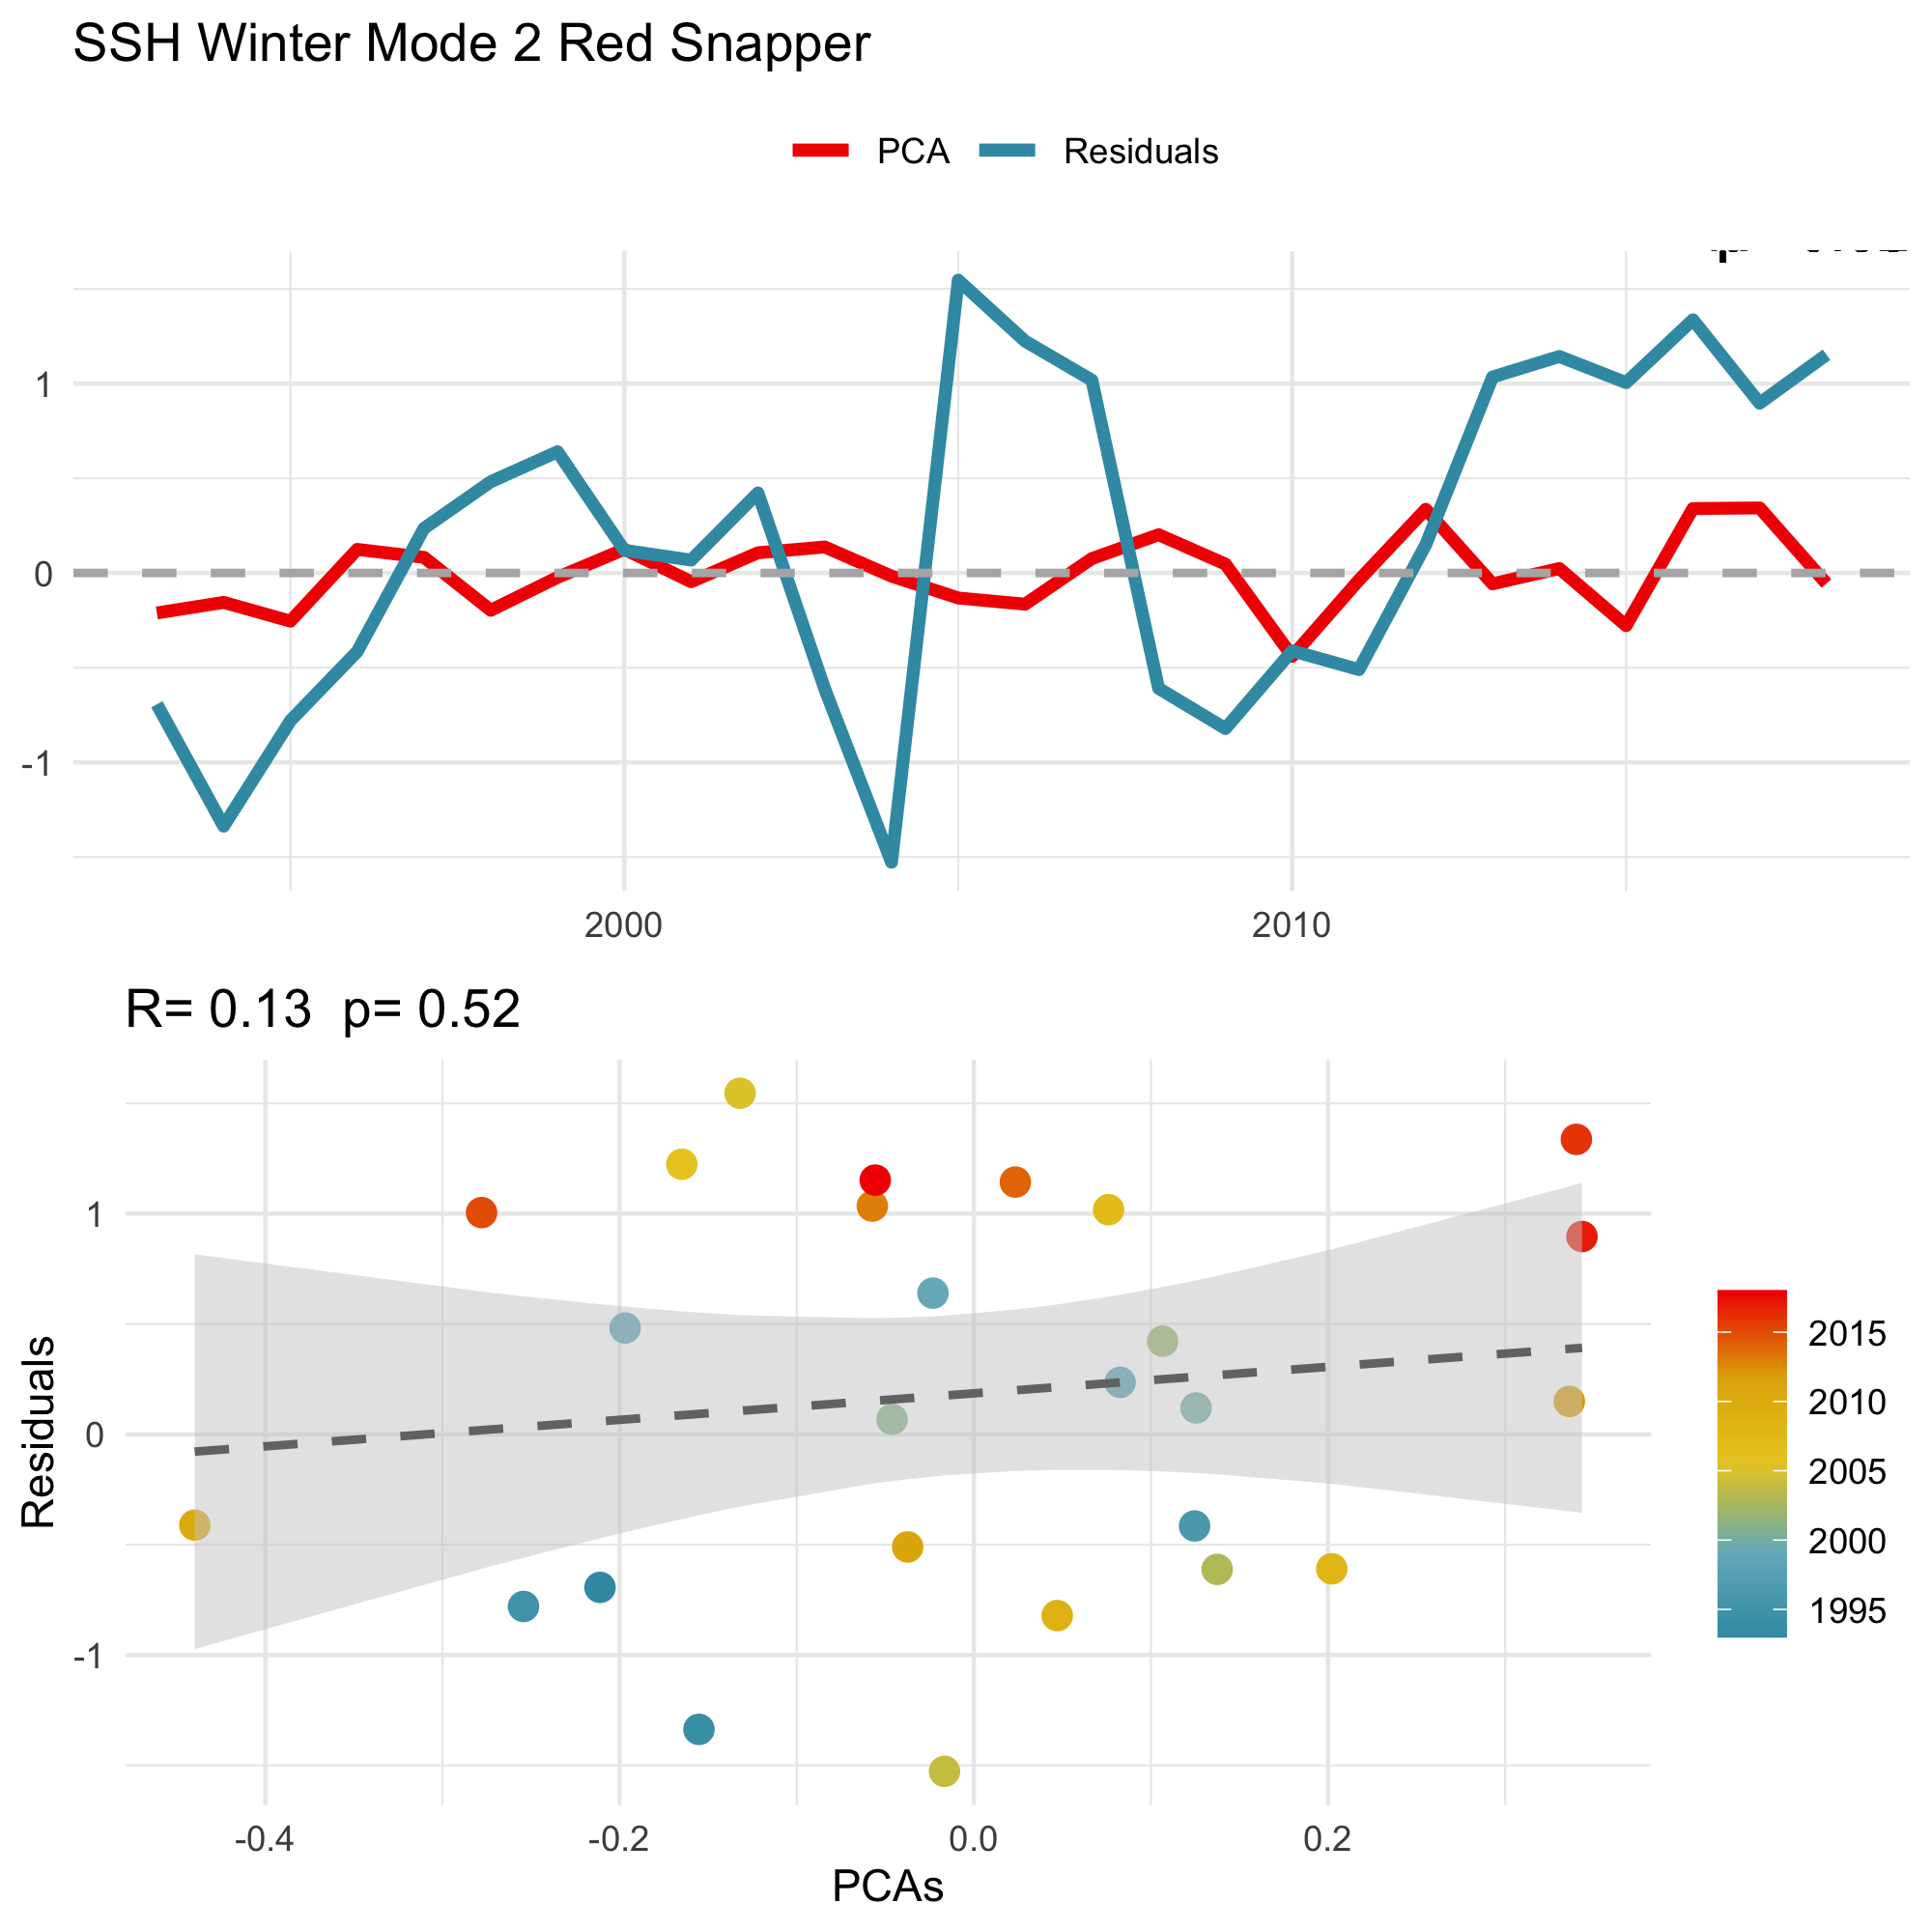 SSH Winter Mode 2 Red Snapper
PCA Residuals
1
0
-1
2000 2010
R= 0.13 p= 0.52
Residuals
1
0
-1
-0.4 -0.2 0.0 0.2
PCAs
2015
2010
2005
2000
1995